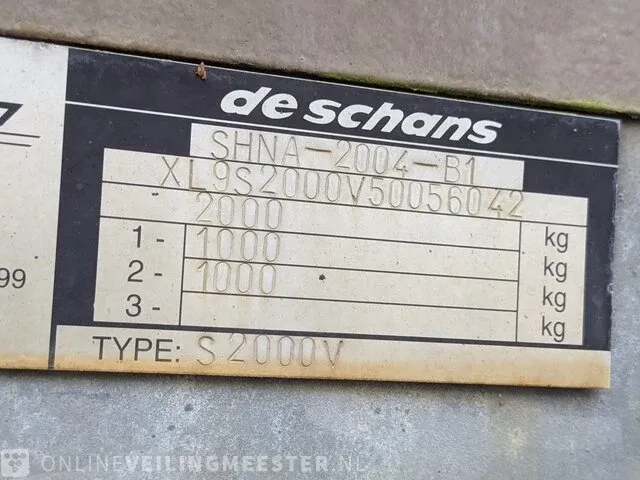 de schans
SHNA-2004-B1
XL9S2000V50056042
- 2000 kg
1- 1000 kg
2- 1000 kg
3- kg
99
TYPE: S2000V
ONLINEVEILINGMEESTER.NL